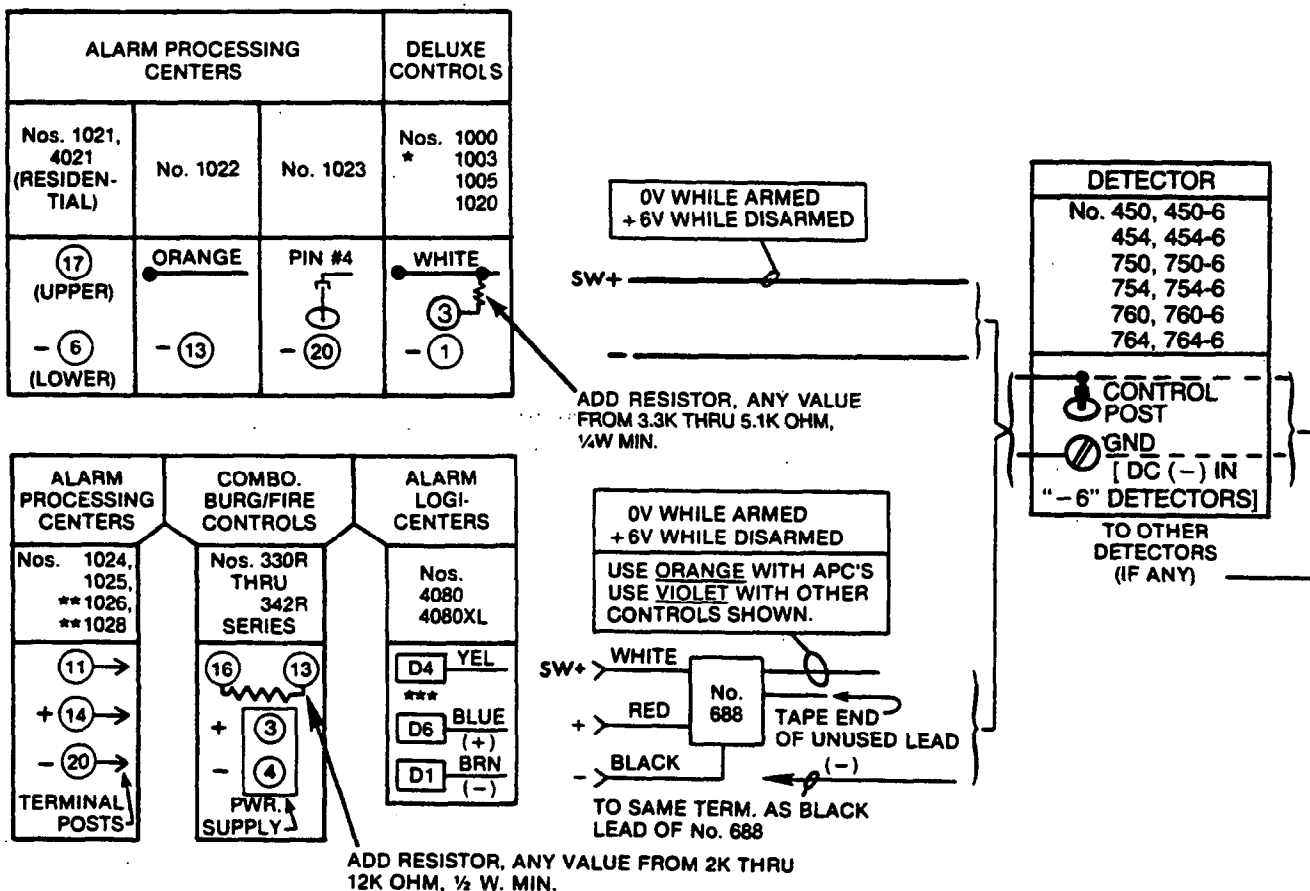 ALARM PROCESSING
CENTERS
DELUXE
CONTROLS
Nos. 1021,
4021
(RESIDEN-
TIAL)
No. 1022
No. 1023
Nos. 1000
* 1003
1005
1020
17
(UPPER)
- 6
(LOWER)
ORANGE
- 13
PIN #4
- 20
WHITE
3
- 1
ADD RESISTOR, ANY VALUE
FROM 3.3K THRU 5.1K OHM,
¼W MIN.
0V WHILE ARMED
+ 6V WHILE DISARMED
SW+
-
DETECTOR
No. 450, 450-6
454, 454-6
750, 750-6
754, 754-6
760, 760-6
764, 764-6
CONTROL
POST
GND
[ DC (–) IN
"– 6" DETECTORS]
TO OTHER
DETECTORS
(IF ANY)
ALARM
PROCESSING
CENTERS
COMBO.
BURG/FIRE
CONTROLS
ALARM
LOGI-
CENTERS
Nos. 1024,
1025,
**1026,
**1028
Nos. 330R
THRU
342R
SERIES
Nos.
4080
4080XL
11
+ 14
- 20
TERMINAL
POSTS
16 13
+ 3
- 4
PWR.
SUPPLY
D4 YEL
***
D6 BLUE
(+)
D1 BRN
(–)
ADD RESISTOR, ANY VALUE FROM 2K THRU
12K OHM, ½ W. MIN.
0V WHILE ARMED
+ 6V WHILE DISARMED
USE ORANGE WITH APC'S
USE VIOLET WITH OTHER
CONTROLS SHOWN.
SW+ WHITE
+ RED
- BLACK
No.
688
TAPE END
OF UNUSED LEAD
(–)
TO SAME TERM. AS BLACK
LEAD OF No. 688